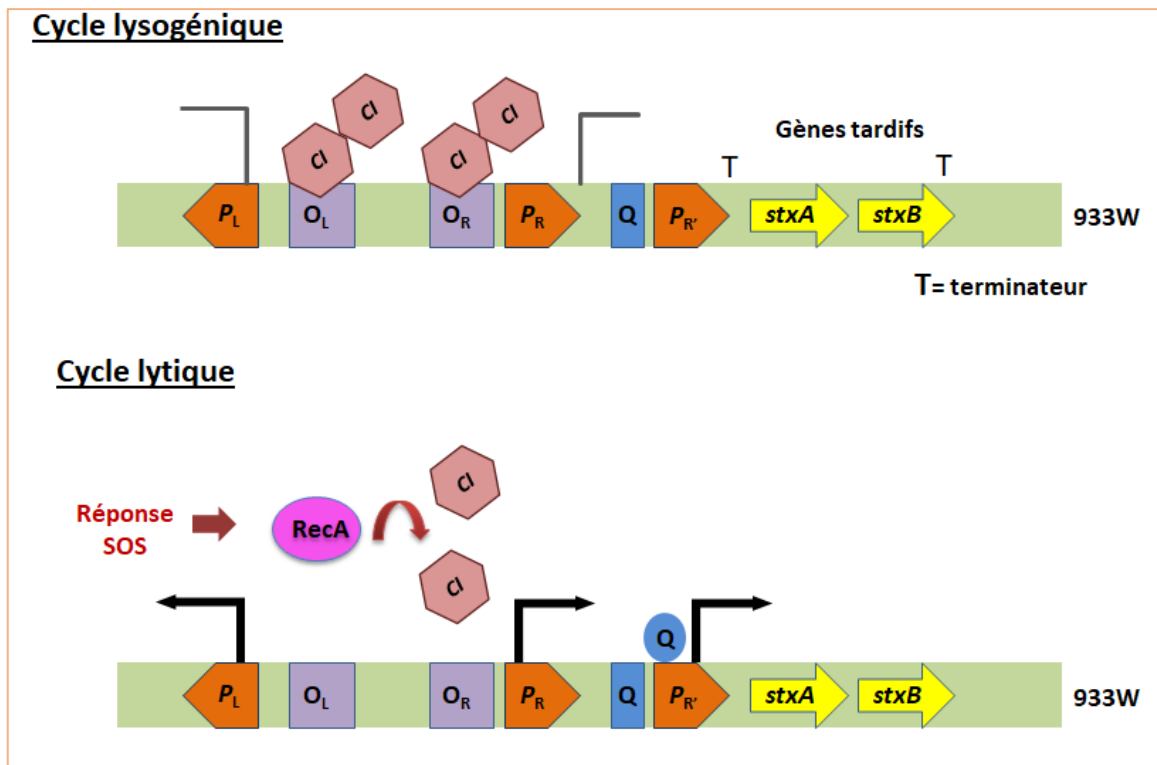 Cycle lysogénique
CI CI CI CI
Gènes tardifs
T T
PL OL OR PR Q PR' stxA stxB 933W
T= terminateur
Cycle lytique
CI
Réponse
SOS
RecA
CI
Q
PL OL OR PR Q PR' stxA stxB 933W